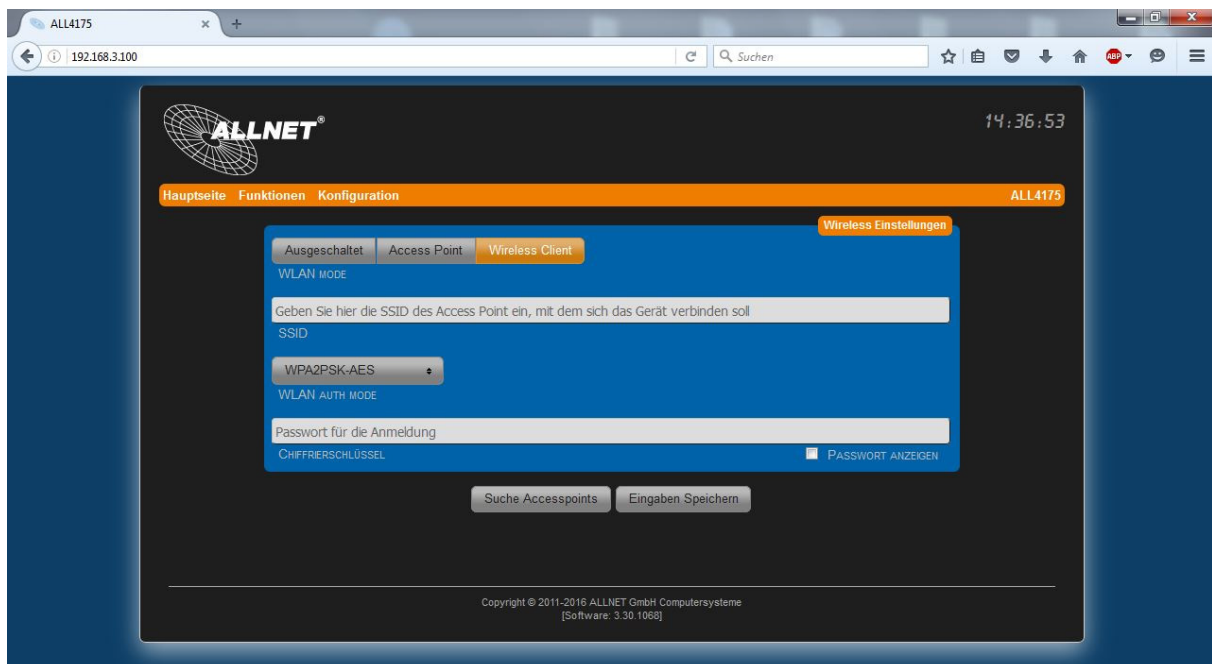 ALL4175
192.168.3.100
Suchen
ABP
ALLNET®
14:36:53
Hauptseite Funktionen Konfiguration ALL4175
Wireless Einstellungen
Ausgeschaltet Access Point Wireless Client
WLAN MODE
Geben Sie hier die SSID des Access Point ein, mit dem sich das Gerät verbinden soll
SSID
WPA2PSK-AES
WLAN AUTH MODE
Passwort für die Anmeldung
CHIFFRIERSCHLÜSSEL PASSWORT ANZEIGEN
Suche Accesspoints Eingaben Speichern
Copyright © 2011-2016 ALLNET GmbH Computersysteme
[Software: 3.30.1068]